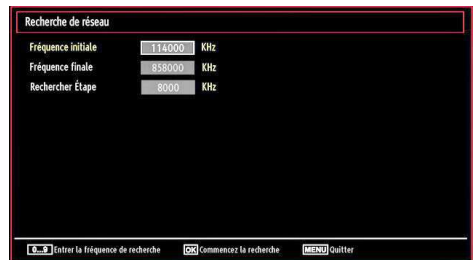 Recherche de réseau
Fréquence initiale 114000 KHz
Fréquence finale 858000 KHz
Rechercher Étape 8000 KHz
0...9 Entrer la fréquence de recherche OK Commencez la recherche MENU Quitter